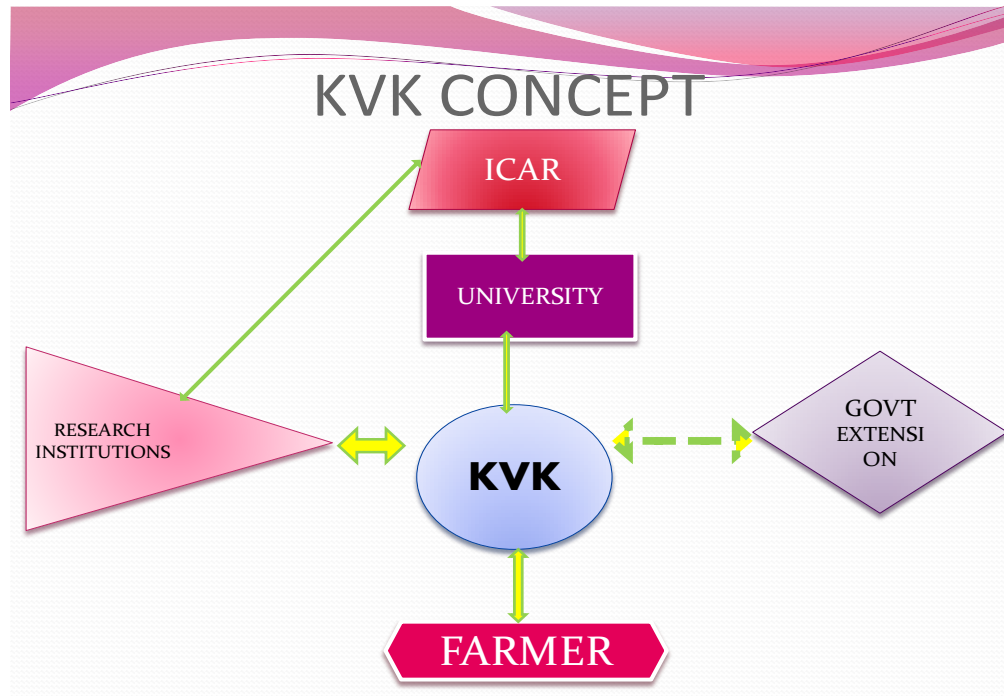 KVK CONCEPT
ICAR
UNIVERSITY
RESEARCH
INSTITUTIONS
GOVT
EXTENSI
ON
KVK
FARMER